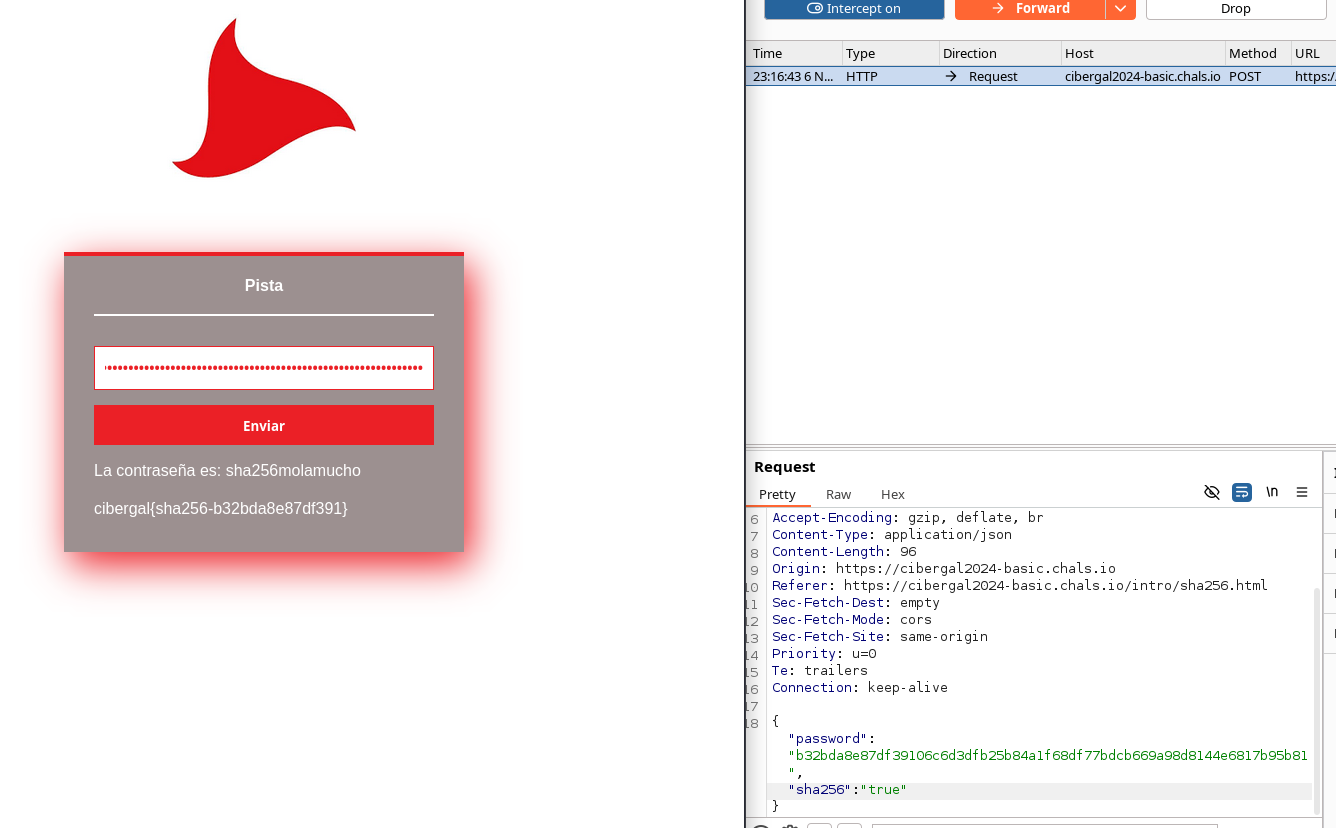 Pista
Enviar
La contraseña es: sha256molamucho
cibergal{sha256-b32bda8e87df391}
Intercept on
Forward
Drop
Time Type Direction Host Method URL
23:16:43 6 N... HTTP Request cibergal2024-basic.chals.io POST https:/
Request
Pretty Raw Hex
\n
6 Accept-Encoding: gzip, deflate, br
7 Content-Type: application/json
8 Content-Length: 96
9 Origin: https://cibergal2024-basic.chals.io
10 Referer: https://cibergal2024-basic.chals.io/intro/sha256.html
11 Sec-Fetch-Dest: empty
12 Sec-Fetch-Mode: cors
13 Sec-Fetch-Site: same-origin
14 Priority: u=0
15 Te: trailers
16 Connection: keep-alive
17
18 {
"password":
"b32bda8e87df39106c6d3dfb25b84a1f68df77bdcb669a98d8144e6817b95b81
",
"sha256":"true"
}